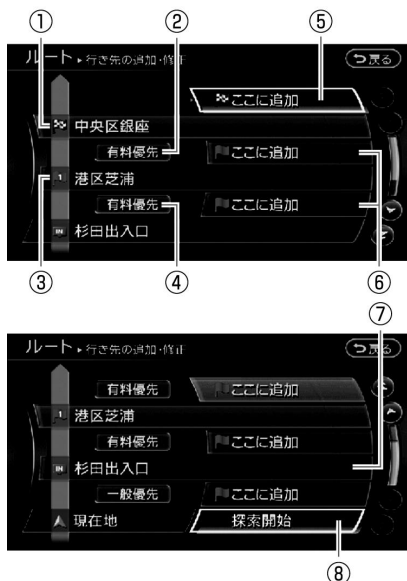 ① ② ⑤
ルート ▸ 行き先の追加・修正 戻る
ここに追加
中央区銀座
有料優先 ここに追加
1 港区芝浦
有料優先 ここに追加
IN 杉田出入口
③ ④ ⑥
⑦
ルート ▸ 行き先の追加・修正 戻る
有料優先 ここに追加
1 港区芝浦
有料優先 ここに追加
IN 杉田出入口
一般優先 ここに追加
現在地 探索開始
⑧